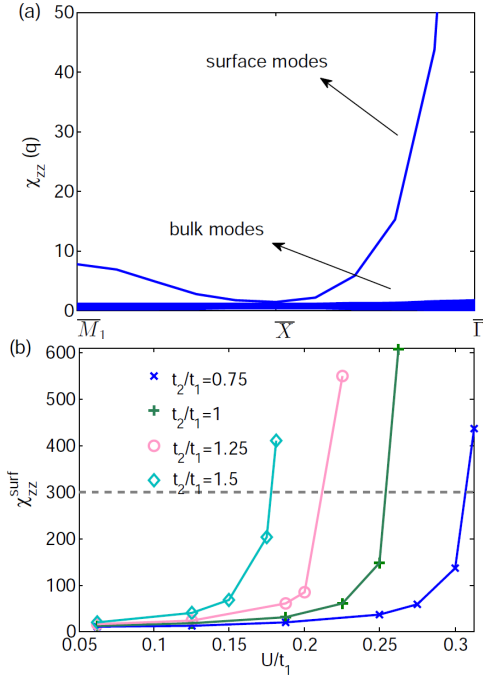 (a)
50
40
30
20
10
0
χzz (q)
surface modes
bulk modes
M̅1 X̅ Γ̅
(b)
600
500
400
300
200
100
0
χzz^surf
t2/t1=0.75
t2/t1=1
t2/t1=1.25
t2/t1=1.5
0.05 0.1 0.15 0.2 0.25 0.3
U/t1